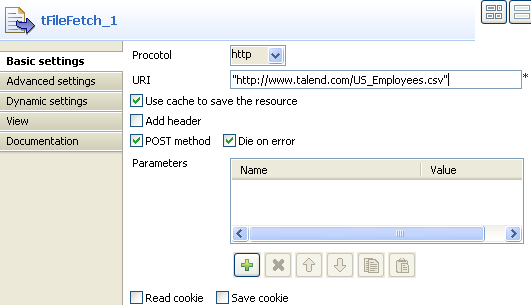 tFileFetch_1
Basic settings
Advanced settings
Dynamic settings
View
Documentation
Procotol http
URI "http://www.talend.com/US_Employees.csv" *
Use cache to save the resource
Add header
POST method Die on error
Parameters
Name Value
Read cookie Save cookie